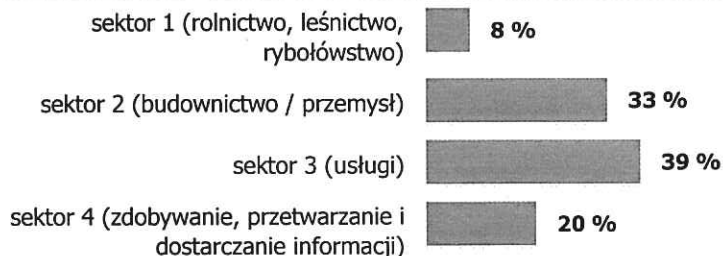 sektor 1 (rolnictwo, leśnictwo,
rybołówstwo)
8 %
sektor 2 (budownictwo / przemysł)
33 %
sektor 3 (usługi)
39 %
sektor 4 (zdobywanie, przetwarzanie i
dostarczanie informacji)
20 %